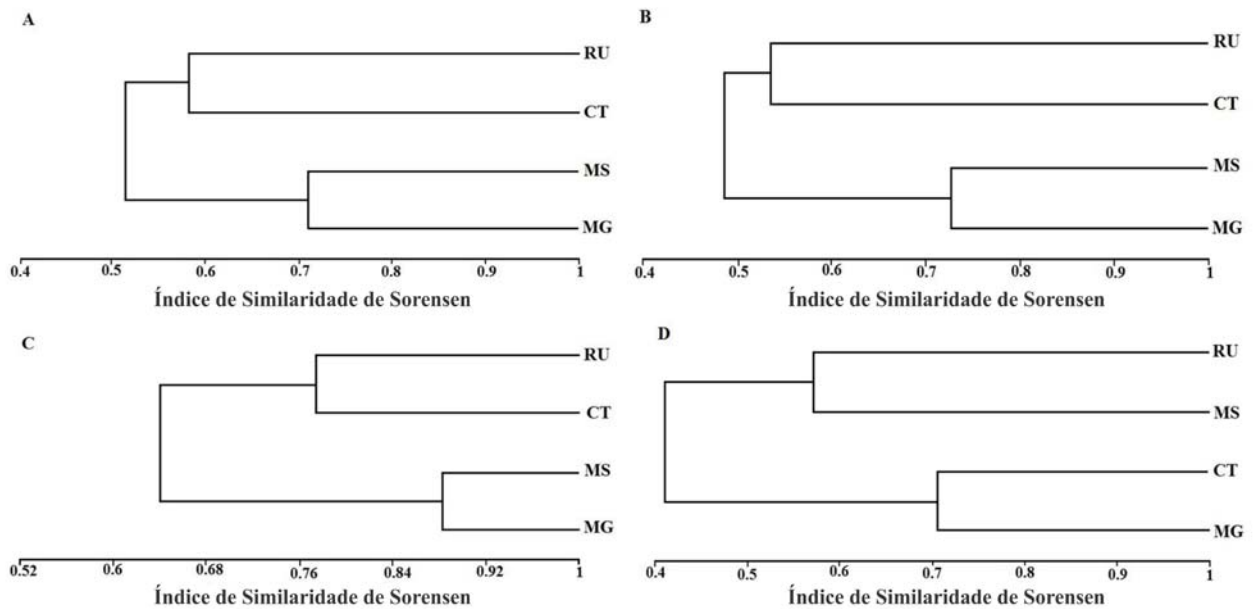 A
RU
CT
MS
MG
0.4 0.5 0.6 0.7 0.8 0.9 1
Índice de Similaridade de Sorensen
B
RU
CT
MS
MG
0.4 0.5 0.6 0.7 0.8 0.9 1
Índice de Similaridade de Sorensen
C
RU
CT
MS
MG
0.52 0.6 0.68 0.76 0.84 0.92 1
Índice de Similaridade de Sorensen
D
RU
MS
CT
MG
0.4 0.5 0.6 0.7 0.8 0.9 1
Índice de Similaridade de Sorensen